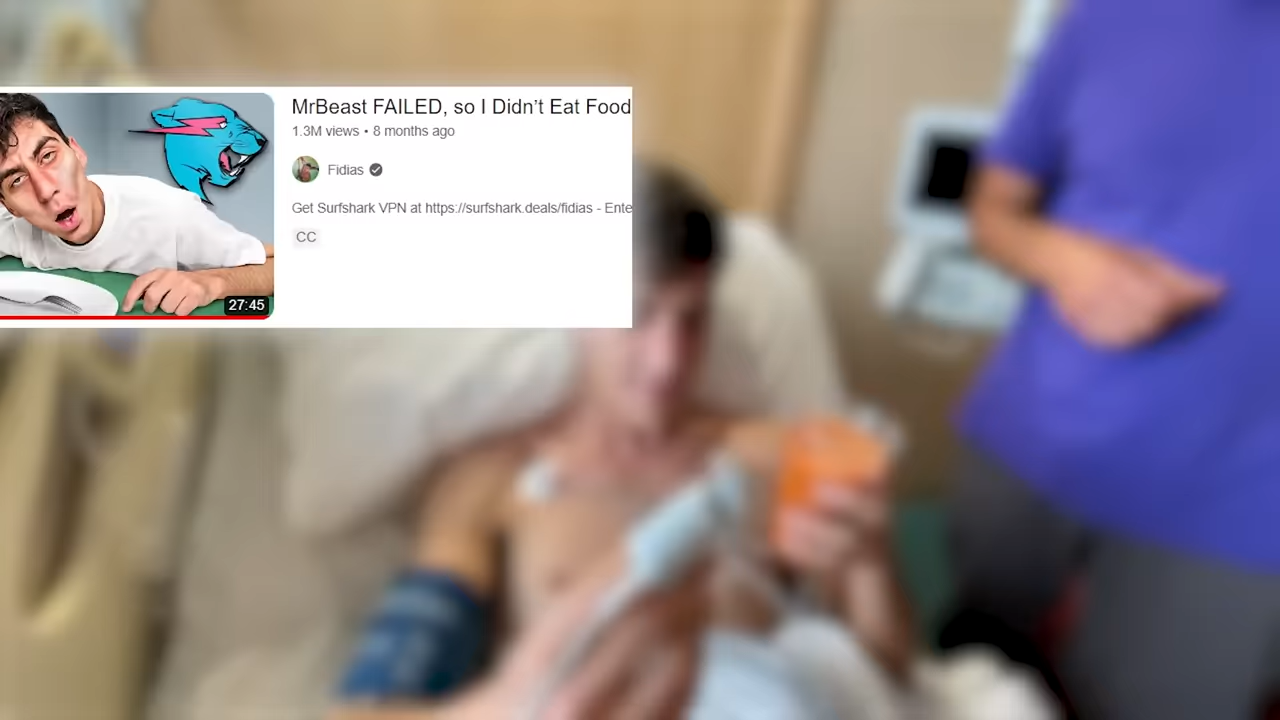 MrBeast FAILED, so I Didn’t Eat Food
1.3M views • 8 months ago
Fidias
Get Surfshark VPN at https://surfshark.deals/fidias - Ente
CC
27:45